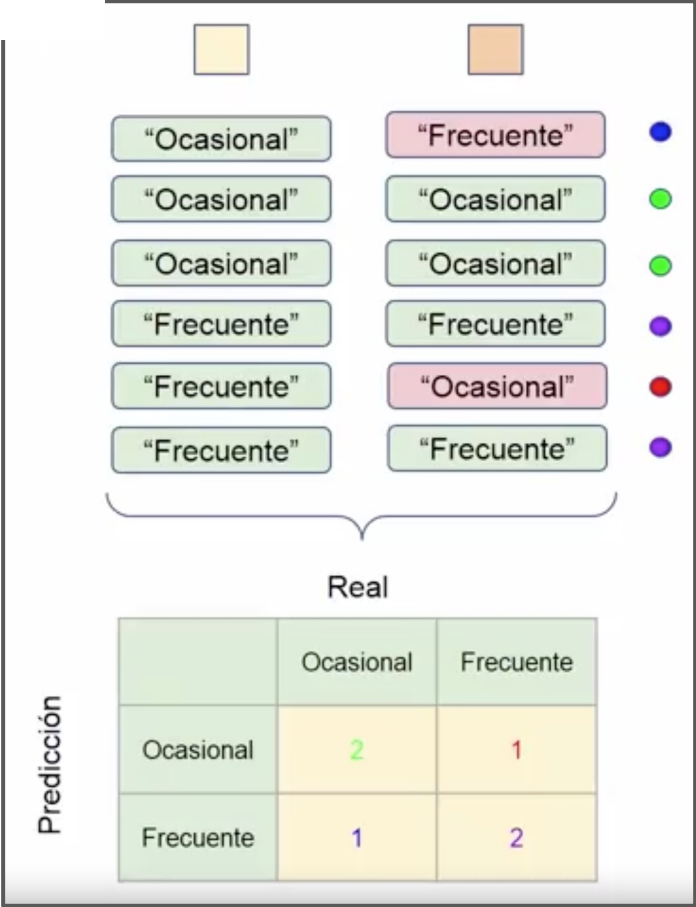 “Ocasional” “Frecuente”
“Ocasional” “Ocasional”
“Ocasional” “Ocasional”
“Frecuente” “Frecuente”
“Frecuente” “Ocasional”
“Frecuente” “Frecuente”
Real
Ocasional Frecuente
Predicción
Ocasional 2 1
Frecuente 1 2